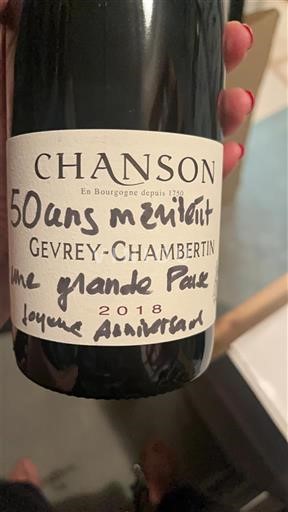 CHANSON
En Bourgogne depuis 1750
50 ans méritent
GEVREY-CHAMBERTIN
une grande Pause
2018
Joyeux Anniversaire